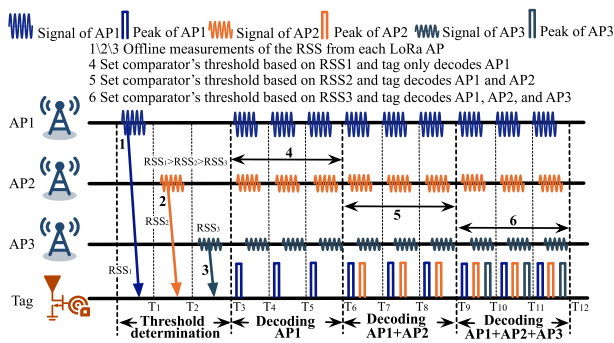 Signal of AP1 Peak of AP1 Signal of AP2 Peak of AP2 Signal of AP3 Peak of AP3
1\2\3 Offline measurements of the RSS from each LoRa AP
4 Set comparator's threshold based on RSS1 and tag only decodes AP1
5 Set comparator's threshold based on RSS2 and tag decodes AP1 and AP2
6 Set comparator's threshold based on RSS3 and tag decodes AP1, AP2, and AP3
AP1
1
RSS₁>RSS₂>RSS₃
4
AP2
2
RSS₂
5
RSS₃
6
AP3
3
RSS₁
Tag
T₁ T₂ T₃ T₄ T₅ T₆ T₇ T₈ T₉ T₁₀ T₁₁ T₁₂
Threshold determination
Decoding AP1
Decoding AP1+AP2
Decoding AP1+AP2+AP3